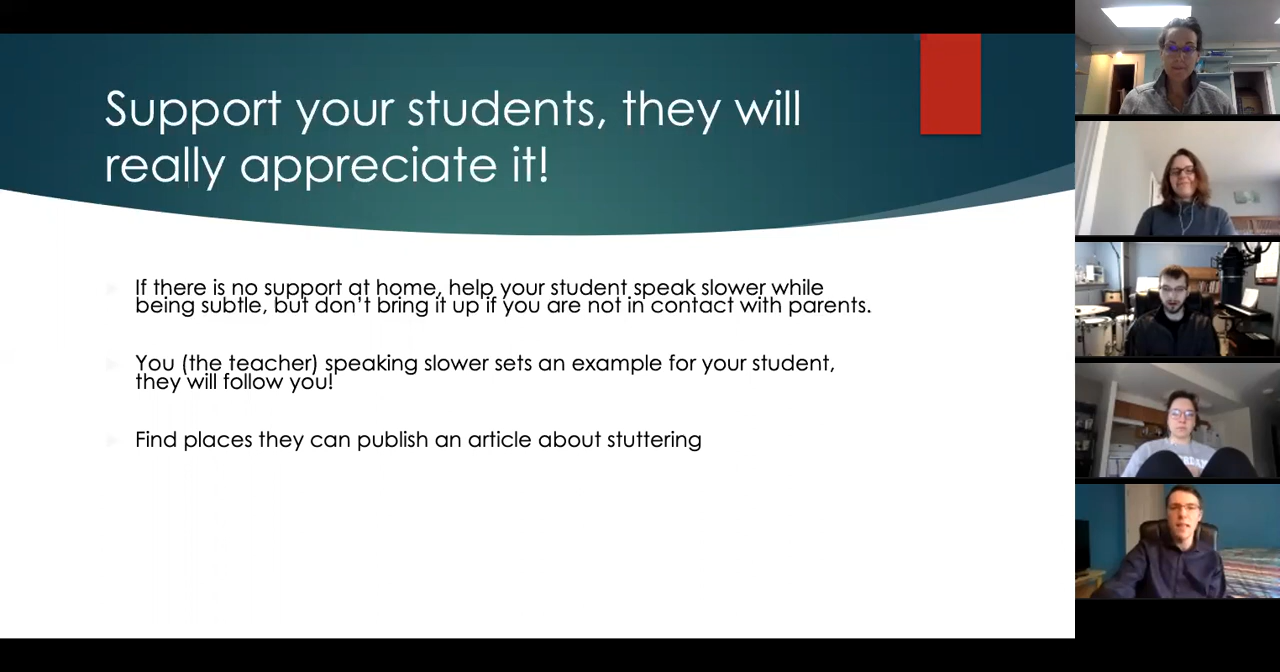 Support your students, they will
really appreciate it!
If there is no support at home, help your student speak slower while
being subtle, but don't bring it up if you are not in contact with parents.
You (the teacher) speaking slower sets an example for your student,
they will follow you!
Find places they can publish an article about stuttering